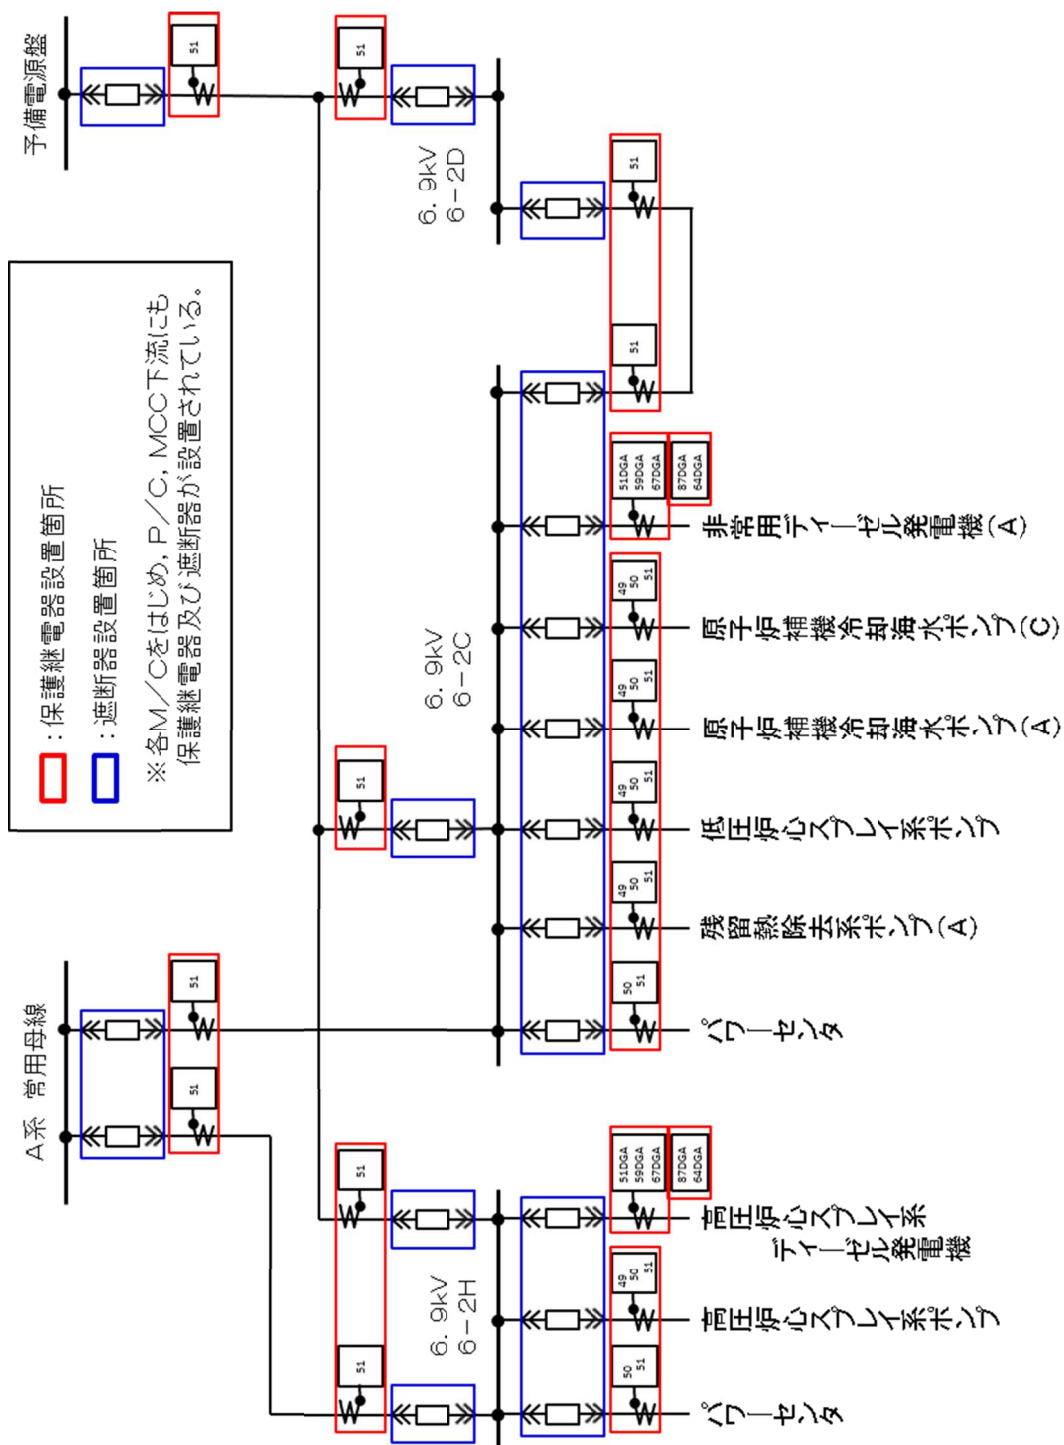 A系 常用母線
予備電源盤
：保護継電器設置箇所
：遮断器設置箇所
※各M／Cをはじめ，P／C，MCC下流にも
保護継電器及び遮断器が設置されている。
51
51
51
51
51
51
51
6．9kV
6－2H
6．9kV
6－2C
6．9kV
6－2D
50
51
49
50
51
51DGA
59DGA
67DGA
87DGA
64DGA
50
51
49
50
51
49
50
51
49
50
51
49
50
51
51DGA
59DGA
67DGA
87DGA
64DGA
51
51
パワーセンタ
高圧炉心スプレイ系ポンプ
高圧炉心スプレイ系
ディーゼル発電機
パワーセンタ
残留熱除去系ポンプ(A)
低圧炉心スプレイ系ポンプ
原子炉補機冷却海水ポンプ(A)
原子炉補機冷却海水ポンプ(C)
非常用ディーゼル発電機(A)